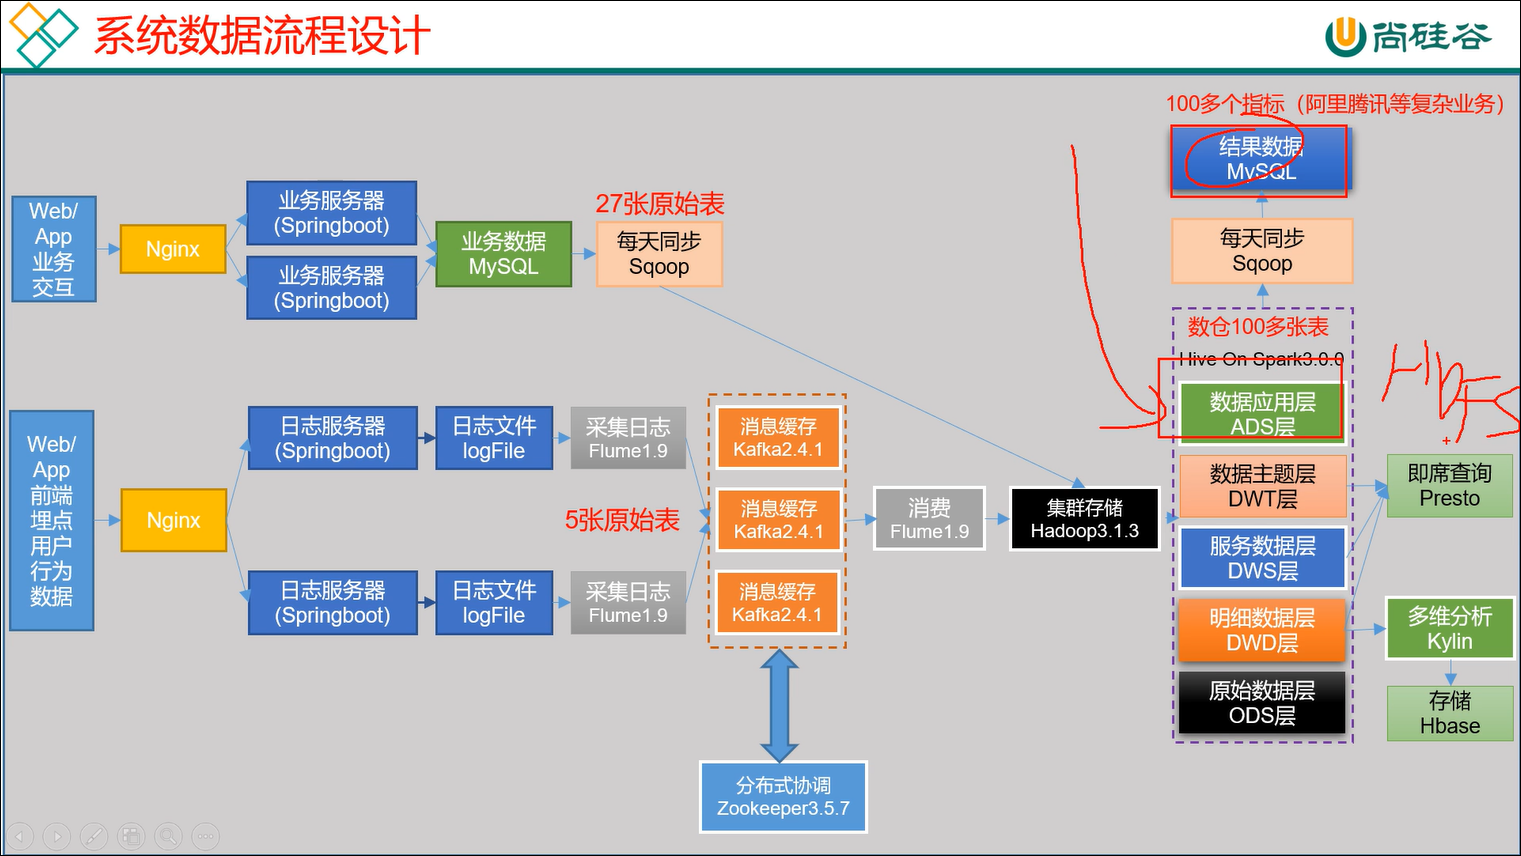 系统数据流程设计
尚硅谷
100多个指标（阿里腾讯等复杂业务）
结果数据
MySQL
每天同步
Sqoop
数仓100多张表
Hive On Spark3.0.0
数据应用层
ADS层
数据主题层
DWT层
服务数据层
DWS层
明细数据层
DWD层
原始数据层
ODS层
HDFS
即席查询
Presto
多维分析
Kylin
存储
Hbase
Web/
App
业务
交互
Nginx
业务服务器
(Springboot)
业务服务器
(Springboot)
业务数据
MySQL
27张原始表
每天同步
Sqoop
Web/
App
前端
埋点
用户
行为
数据
Nginx
日志服务器
(Springboot)
日志文件
logFile
采集日志
Flume1.9
日志服务器
(Springboot)
日志文件
logFile
采集日志
Flume1.9
5张原始表
消息缓存
Kafka2.4.1
消息缓存
Kafka2.4.1
消息缓存
Kafka2.4.1
消费
Flume1.9
集群存储
Hadoop3.1.3
分布式协调
Zookeeper3.5.7